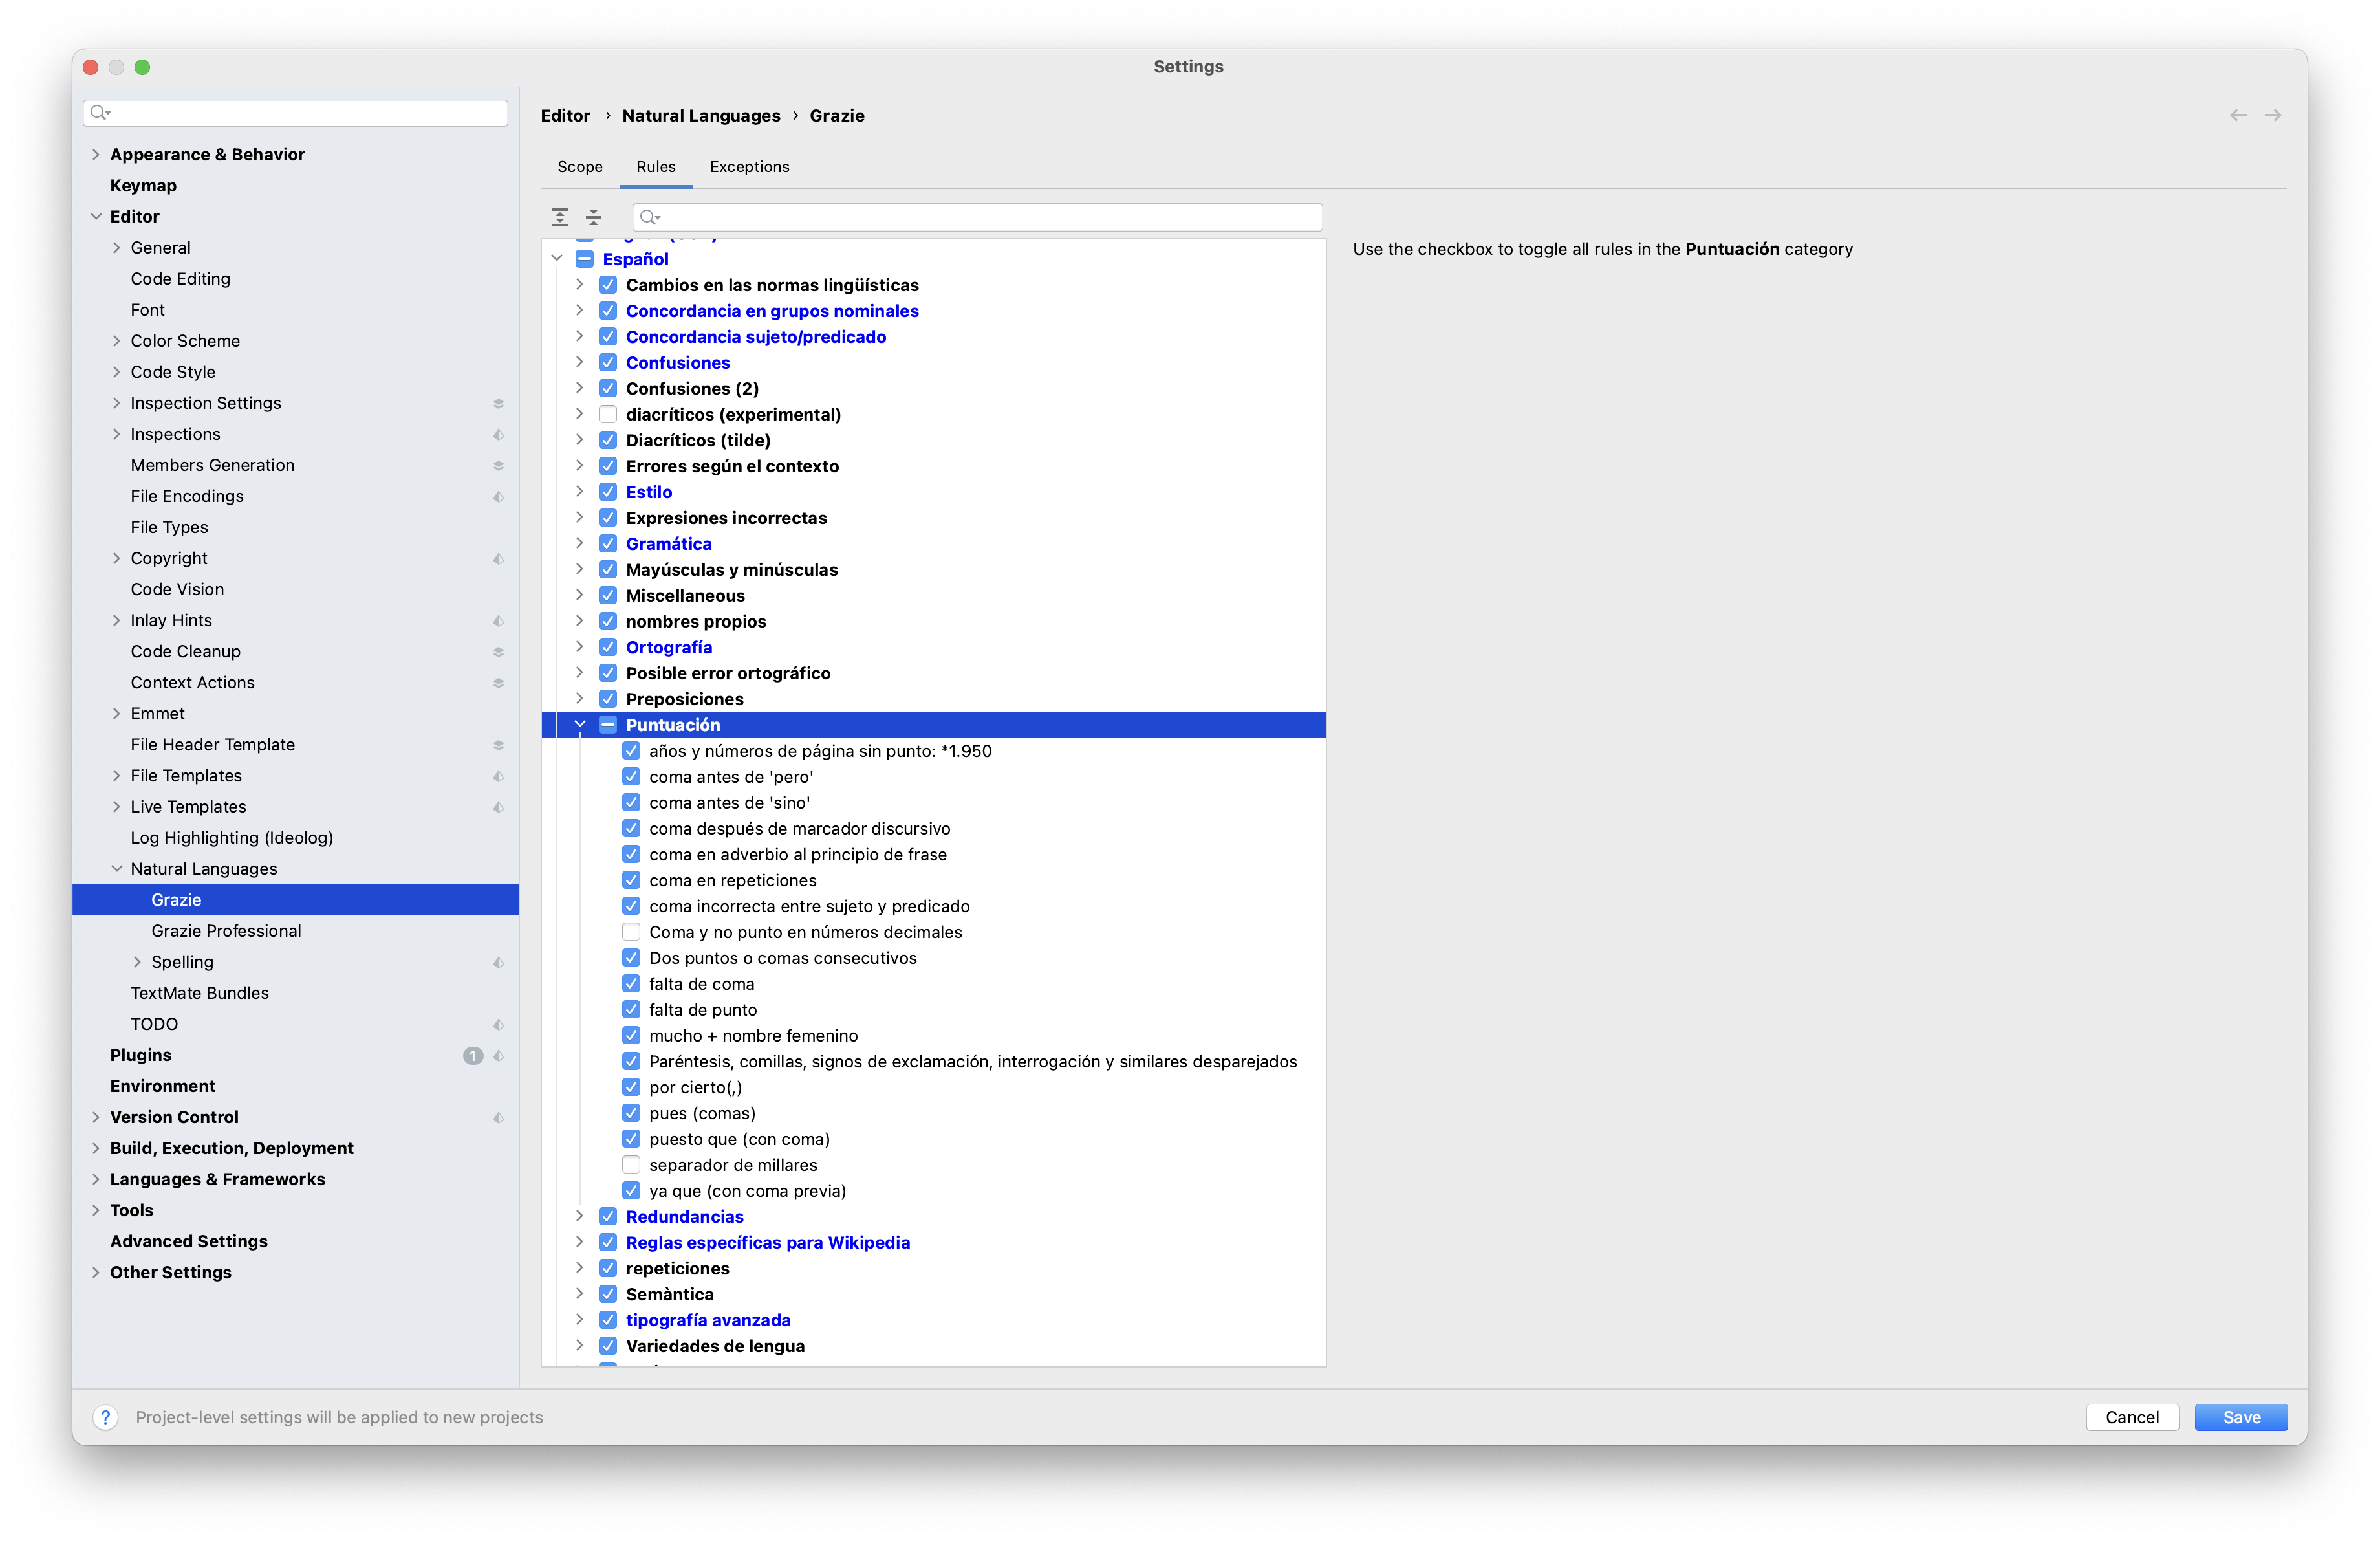 Settings
Appearance & Behavior
Keymap
Editor
General
Code Editing
Font
Color Scheme
Code Style
Inspection Settings
Inspections
Members Generation
File Encodings
File Types
Copyright
Code Vision
Inlay Hints
Code Cleanup
Context Actions
Emmet
File Header Template
File Templates
Live Templates
Log Highlighting (Ideolog)
Natural Languages
Grazie
Grazie Professional
Spelling
TextMate Bundles
TODO
Plugins 1
Environment
Version Control
Build, Execution, Deployment
Languages & Frameworks
Tools
Advanced Settings
Other Settings
Editor › Natural Languages › Grazie
Scope Rules Exceptions
Español
Cambios en las normas lingüísticas
Concordancia en grupos nominales
Concordancia sujeto/predicado
Confusiones
Confusiones (2)
diacríticos (experimental)
Diacríticos (tilde)
Errores según el contexto
Estilo
Expresiones incorrectas
Gramática
Mayúsculas y minúsculas
Miscellaneous
nombres propios
Ortografía
Posible error ortográfico
Preposiciones
Puntuación
años y números de página sin punto: *1.950
coma antes de 'pero'
coma antes de 'sino'
coma después de marcador discursivo
coma en adverbio al principio de frase
coma en repeticiones
coma incorrecta entre sujeto y predicado
Coma y no punto en números decimales
Dos puntos o comas consecutivos
falta de coma
falta de punto
mucho + nombre femenino
Paréntesis, comillas, signos de exclamación, interrogación y similares desparejados
por cierto(,)
pues (comas)
puesto que (con coma)
separador de millares
ya que (con coma previa)
Redundancias
Reglas específicas para Wikipedia
repeticiones
Semàntica
tipografía avanzada
Variedades de lengua
Use the checkbox to toggle all rules in the Puntuación category
? Project-level settings will be applied to new projects
Cancel Save